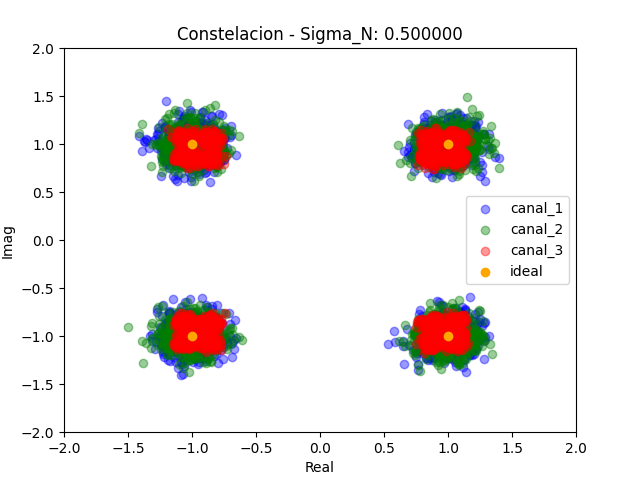 Constelacion - Sigma_N: 0.500000
2.0
1.5
1.0
0.5
0.0
−0.5
−1.0
−1.5
−2.0
Imag
canal_1
canal_2
canal_3
ideal
−2.0 −1.5 −1.0 −0.5 0.0 0.5 1.0 1.5 2.0
Real